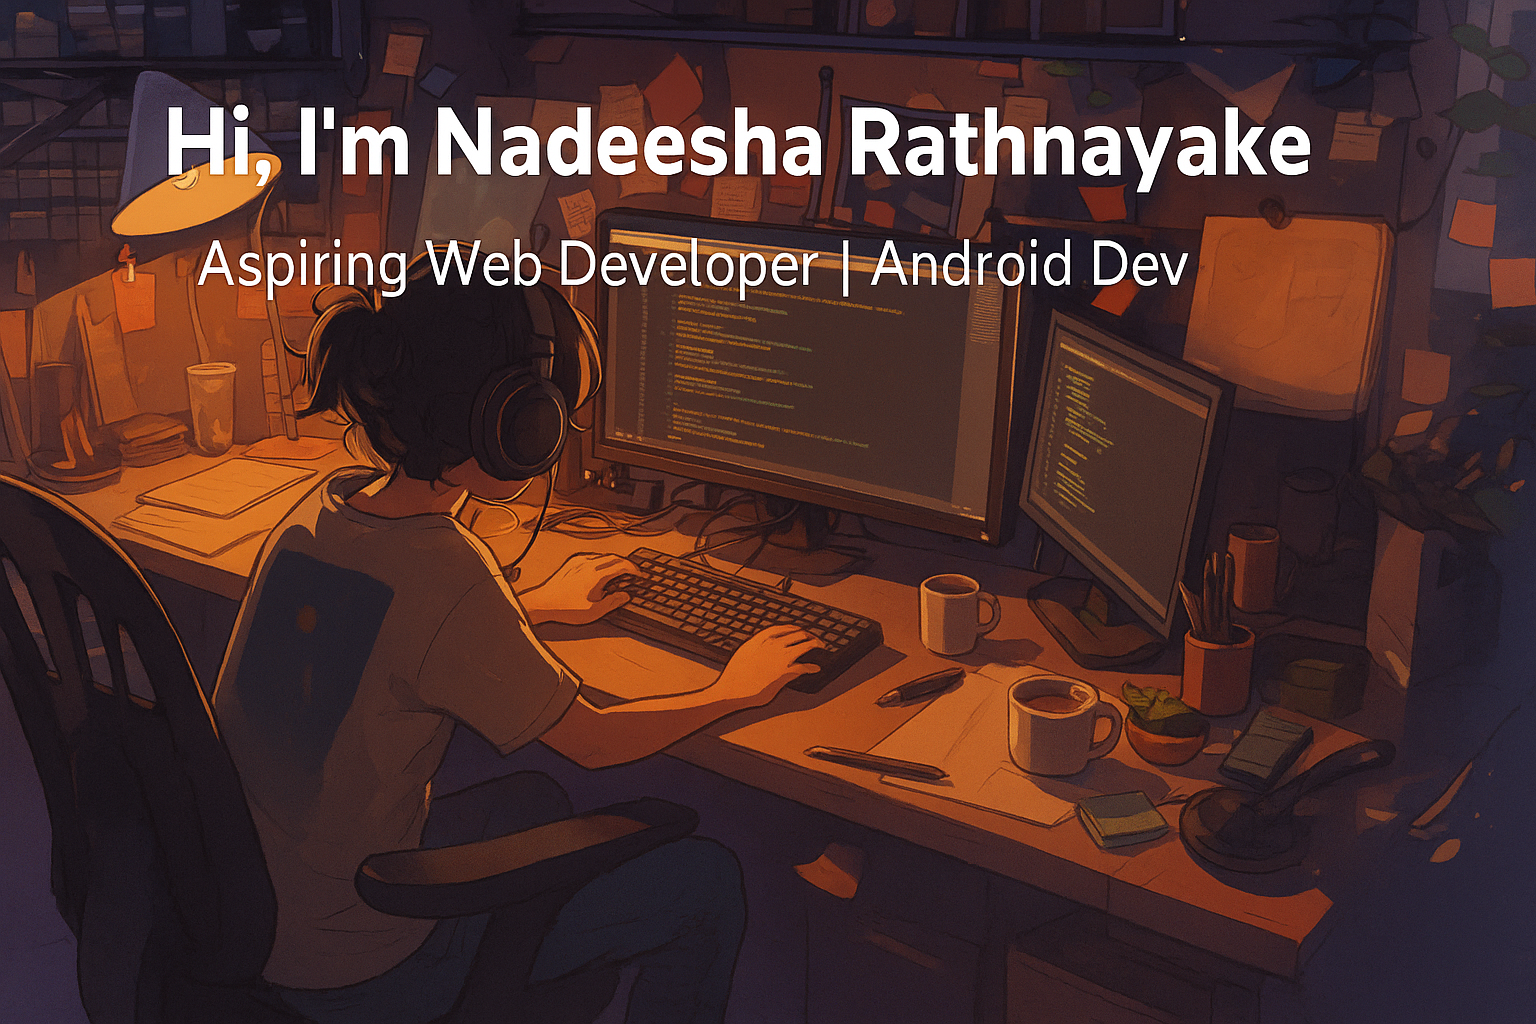 Hi, I'm Nadeesha Rathnayake
Aspiring Web Developer | Android Dev